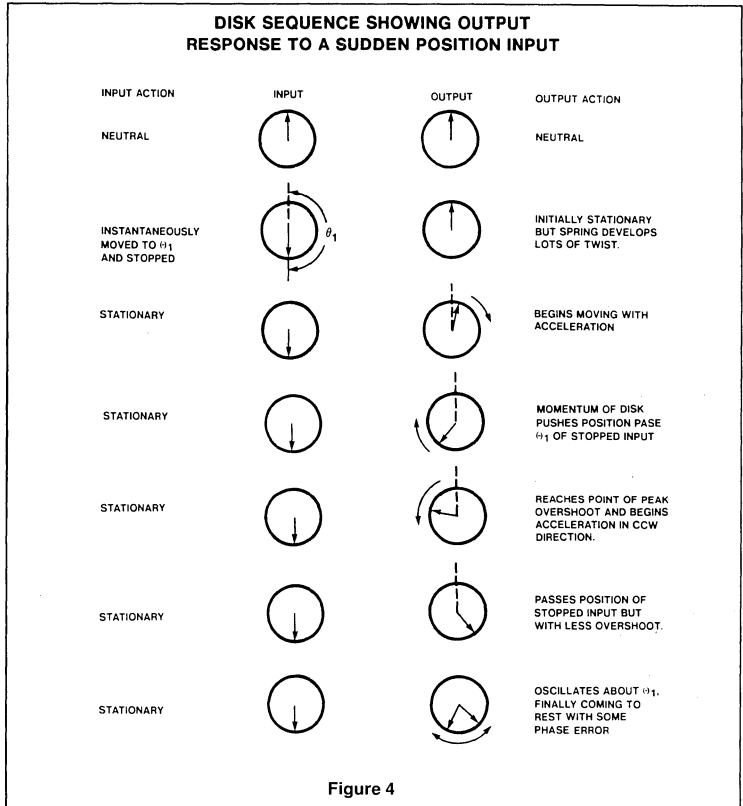 DISK SEQUENCE SHOWING OUTPUT
RESPONSE TO A SUDDEN POSITION INPUT
INPUT ACTION
INPUT
OUTPUT
OUTPUT ACTION
NEUTRAL
NEUTRAL
INSTANTANEOUSLY
MOVED TO Θ1
AND STOPPED
θ1
INITIALLY STATIONARY
BUT SPRING DEVELOPS
LOTS OF TWIST.
STATIONARY
BEGINS MOVING WITH
ACCELERATION
STATIONARY
MOMENTUM OF DISK
PUSHES POSITION PASE
Θ1 OF STOPPED INPUT
STATIONARY
REACHES POINT OF PEAK
OVERSHOOT AND BEGINS
ACCELERATION IN CCW
DIRECTION.
STATIONARY
PASSES POSITION OF
STOPPED INPUT BUT
WITH LESS OVERSHOOT.
STATIONARY
OSCILLATES ABOUT Θ1,
FINALLY COMING TO
REST WITH SOME
PHASE ERROR
Figure 4